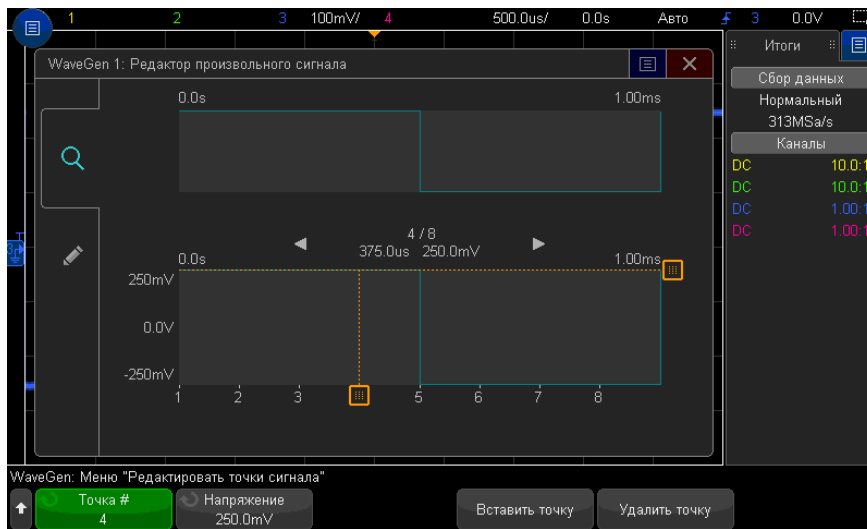 1 2 3 100mV/ 4 500.0us/ 0.0s Авто 3 0.0V
Итоги
WaveGen 1: Редактор произвольного сигнала
Сбор данных
Нормальный
313MSa/s
Каналы
DC 10.0:1
DC 10.0:1
DC 1.00:1
DC 1.00:1
0.0s 1.00ms
4 / 8
375.0us 250.0mV
0.0s 1.00ms
250mV
0.0V
-250mV
1 2 3 5 6 7 8
WaveGen: Меню "Редактировать точки сигнала"
Точка #
4
Напряжение
250.0mV
Вставить точку
Удалить точку